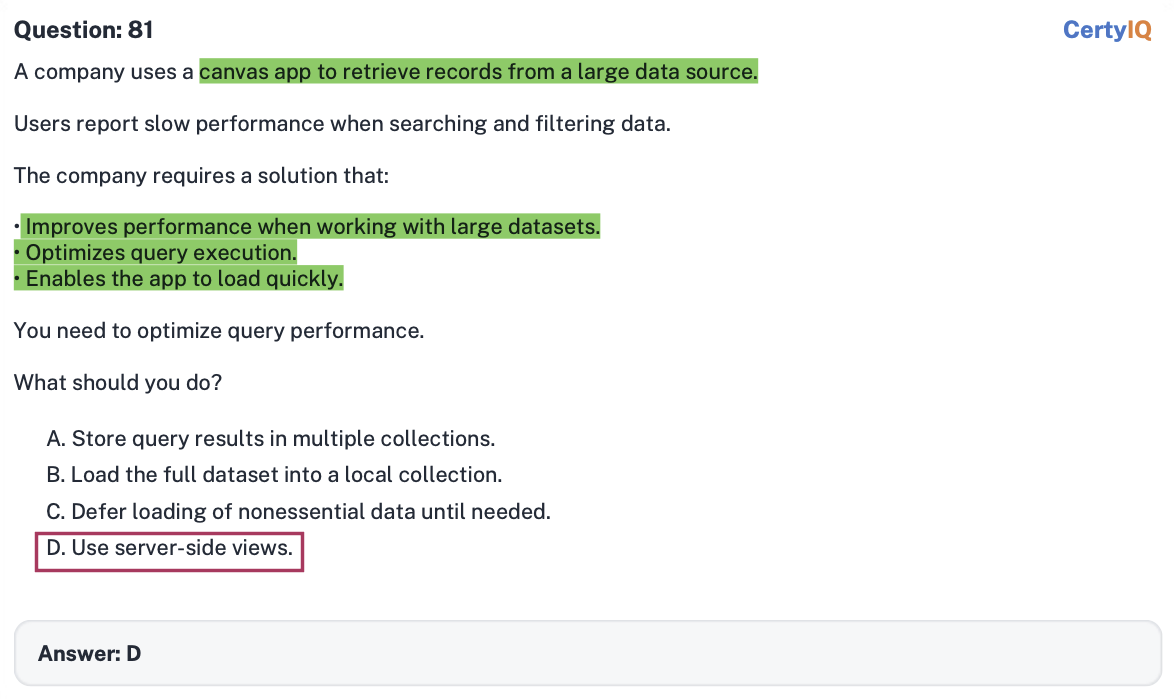 Question: 81
CertyIQ
A company uses a canvas app to retrieve records from a large data source.
Users report slow performance when searching and filtering data.
The company requires a solution that:
• Improves performance when working with large datasets.
• Optimizes query execution.
• Enables the app to load quickly.
You need to optimize query performance.
What should you do?
A. Store query results in multiple collections.
B. Load the full dataset into a local collection.
C. Defer loading of nonessential data until needed.
D. Use server-side views.
Answer: D